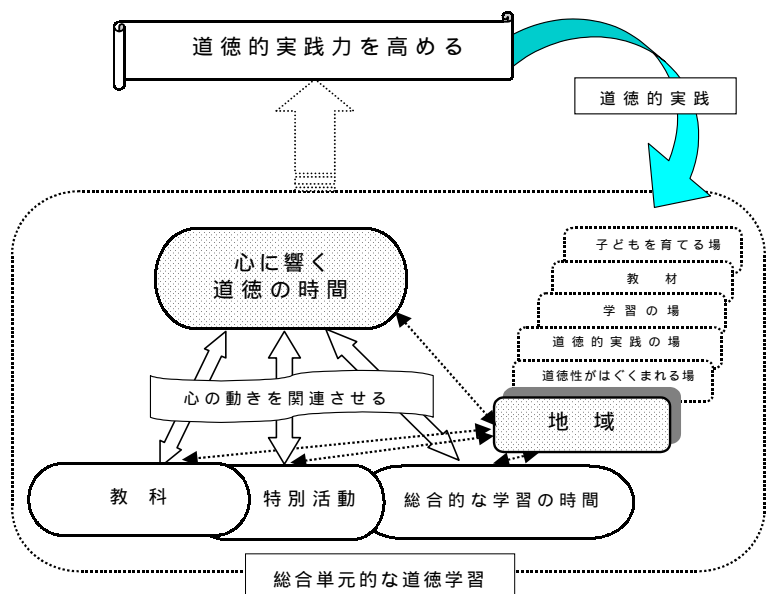 道徳的実践力を高める
道徳的実践
子どもを育てる場
教　材
学習の場
道徳的実践の場
道徳性がはぐくまれる場
地　域
心に響く
道徳の時間
心の動きを関連させる
教　科
特別活動
総合的な学習の時間
総合単元的な道徳学習